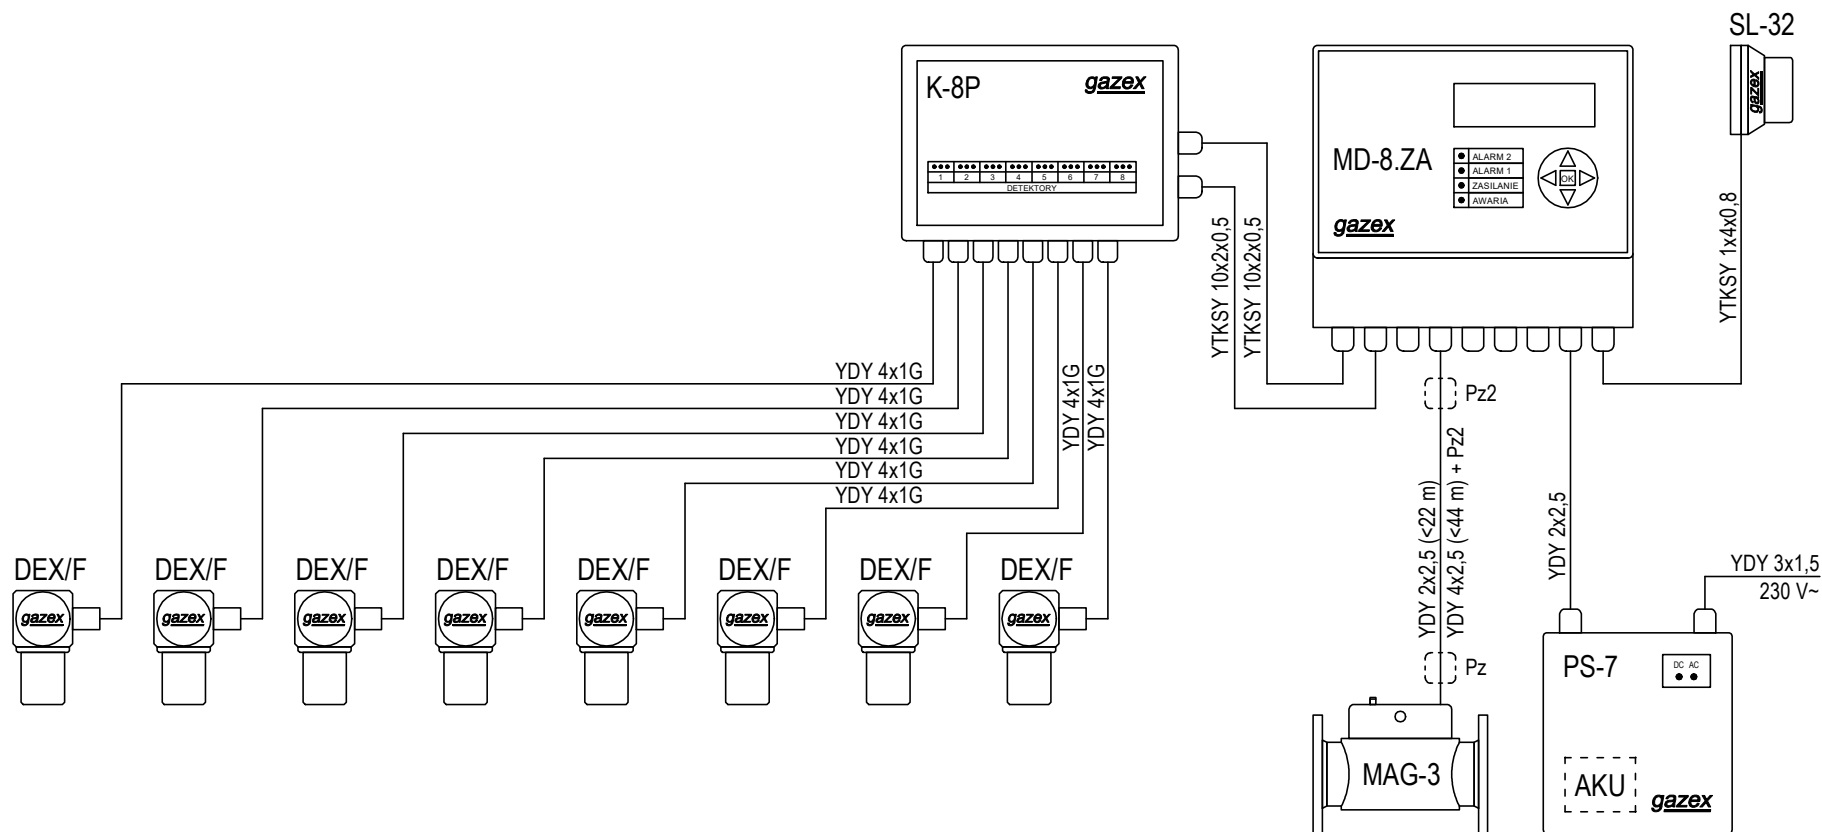 SL-32
gazex
K-8P
gazex
1 2 3 4 5 6 7 8
DETEKTORY
MD-8.ZA
ALARM 2
ALARM 1
ZASILANIE
AWARIA
OK
gazex
YTKSY 10x2x0,5
YTKSY 10x2x0,5
YTKSY 1x4x0,8
YDY 4x1G
YDY 4x1G
YDY 4x1G
YDY 4x1G
YDY 4x1G
YDY 4x1G
YDY 4x1G
YDY 4x1G
Pz2
YDY 2x2,5 (<22 m)
YDY 4x2,5 (<44 m) + Pz2
YDY 2x2,5
YDY 3x1,5
230 V~
DEX/F DEX/F DEX/F DEX/F DEX/F DEX/F DEX/F DEX/F
gazex gazex gazex gazex gazex gazex gazex gazex
Pz
PS-7
DC AC
MAG-3
AKU
gazex